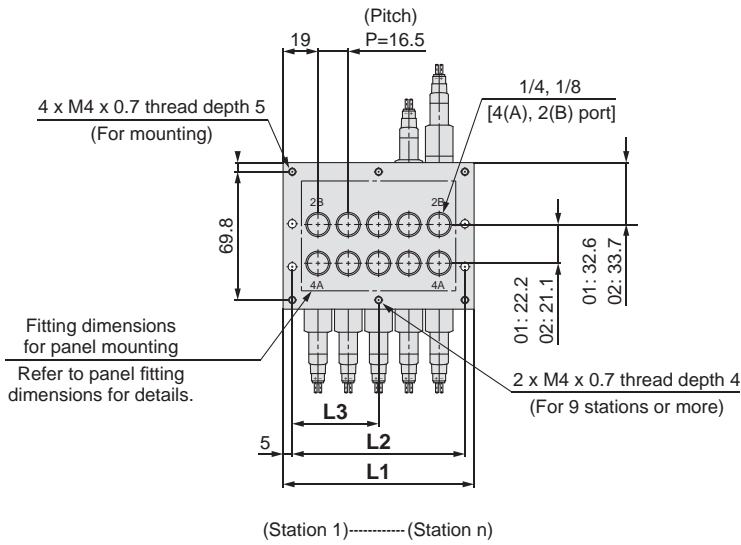 (Pitch)
19
P=16.5
1/4, 1/8
[4(A), 2(B) port]
4 x M4 x 0.7 thread depth 5
(For mounting)
2B
2B
69.8
4A
4A
01: 22.2
02: 21.1
01: 32.6
02: 33.7
Fitting dimensions
for panel mounting
Refer to panel fitting
dimensions for details.
2 x M4 x 0.7 thread depth 4
(For 9 stations or more)
L3
5
L2
L1
(Station 1)------------(Station n)